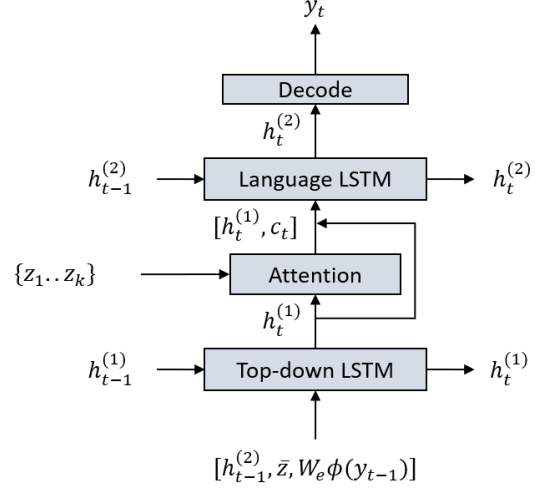 y_t
Decode
h_t^{(2)}
h_{t-1}^{(2)} Language LSTM h_t^{(2)}
[h_t^{(1)}, c_t]
{z_1..z_k} Attention
h_t^{(1)}
h_{t-1}^{(1)} Top-down LSTM h_t^{(1)}
[h_{t-1}^{(2)}, z̄, W_eϕ(y_{t-1})]